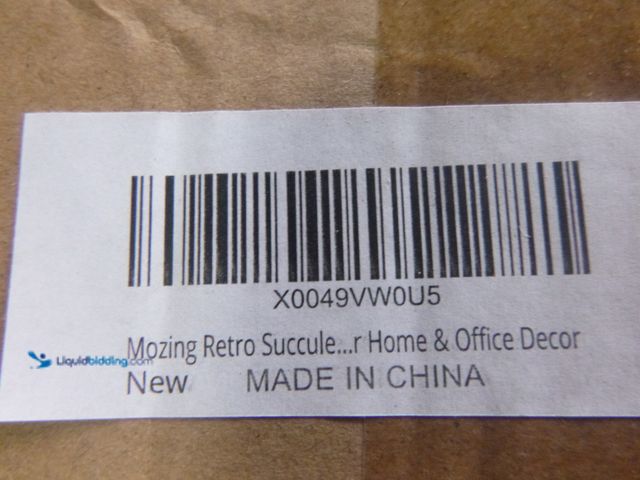 X0049VW0U5
Mozing Retro Succule...r Home & Office Decor
Liquidbidding.com
New MADE IN CHINA